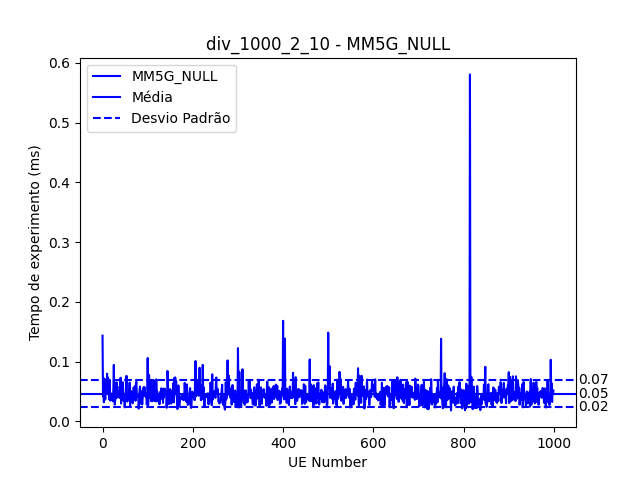 div_1000_2_10 - MM5G_NULL
MM5G_NULL
Média
Desvio Padrão
Tempo de experimento (ms)
0.6
0.5
0.4
0.3
0.2
0.1
0.0
0.07
0.05
0.02
0 200 400 600 800 1000
UE Number